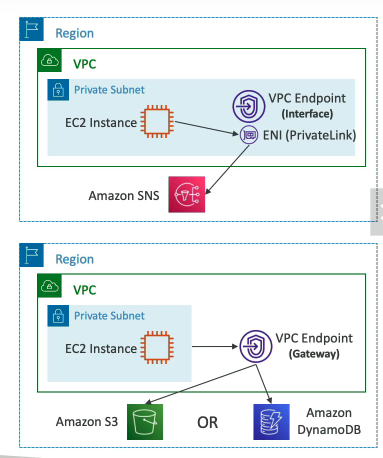 Region
VPC
Private Subnet
EC2 Instance
VPC Endpoint
(Interface)
ENI (PrivateLink)
Amazon SNS
Region
VPC
Private Subnet
EC2 Instance
VPC Endpoint
(Gateway)
Amazon S3
OR
Amazon
DynamoDB